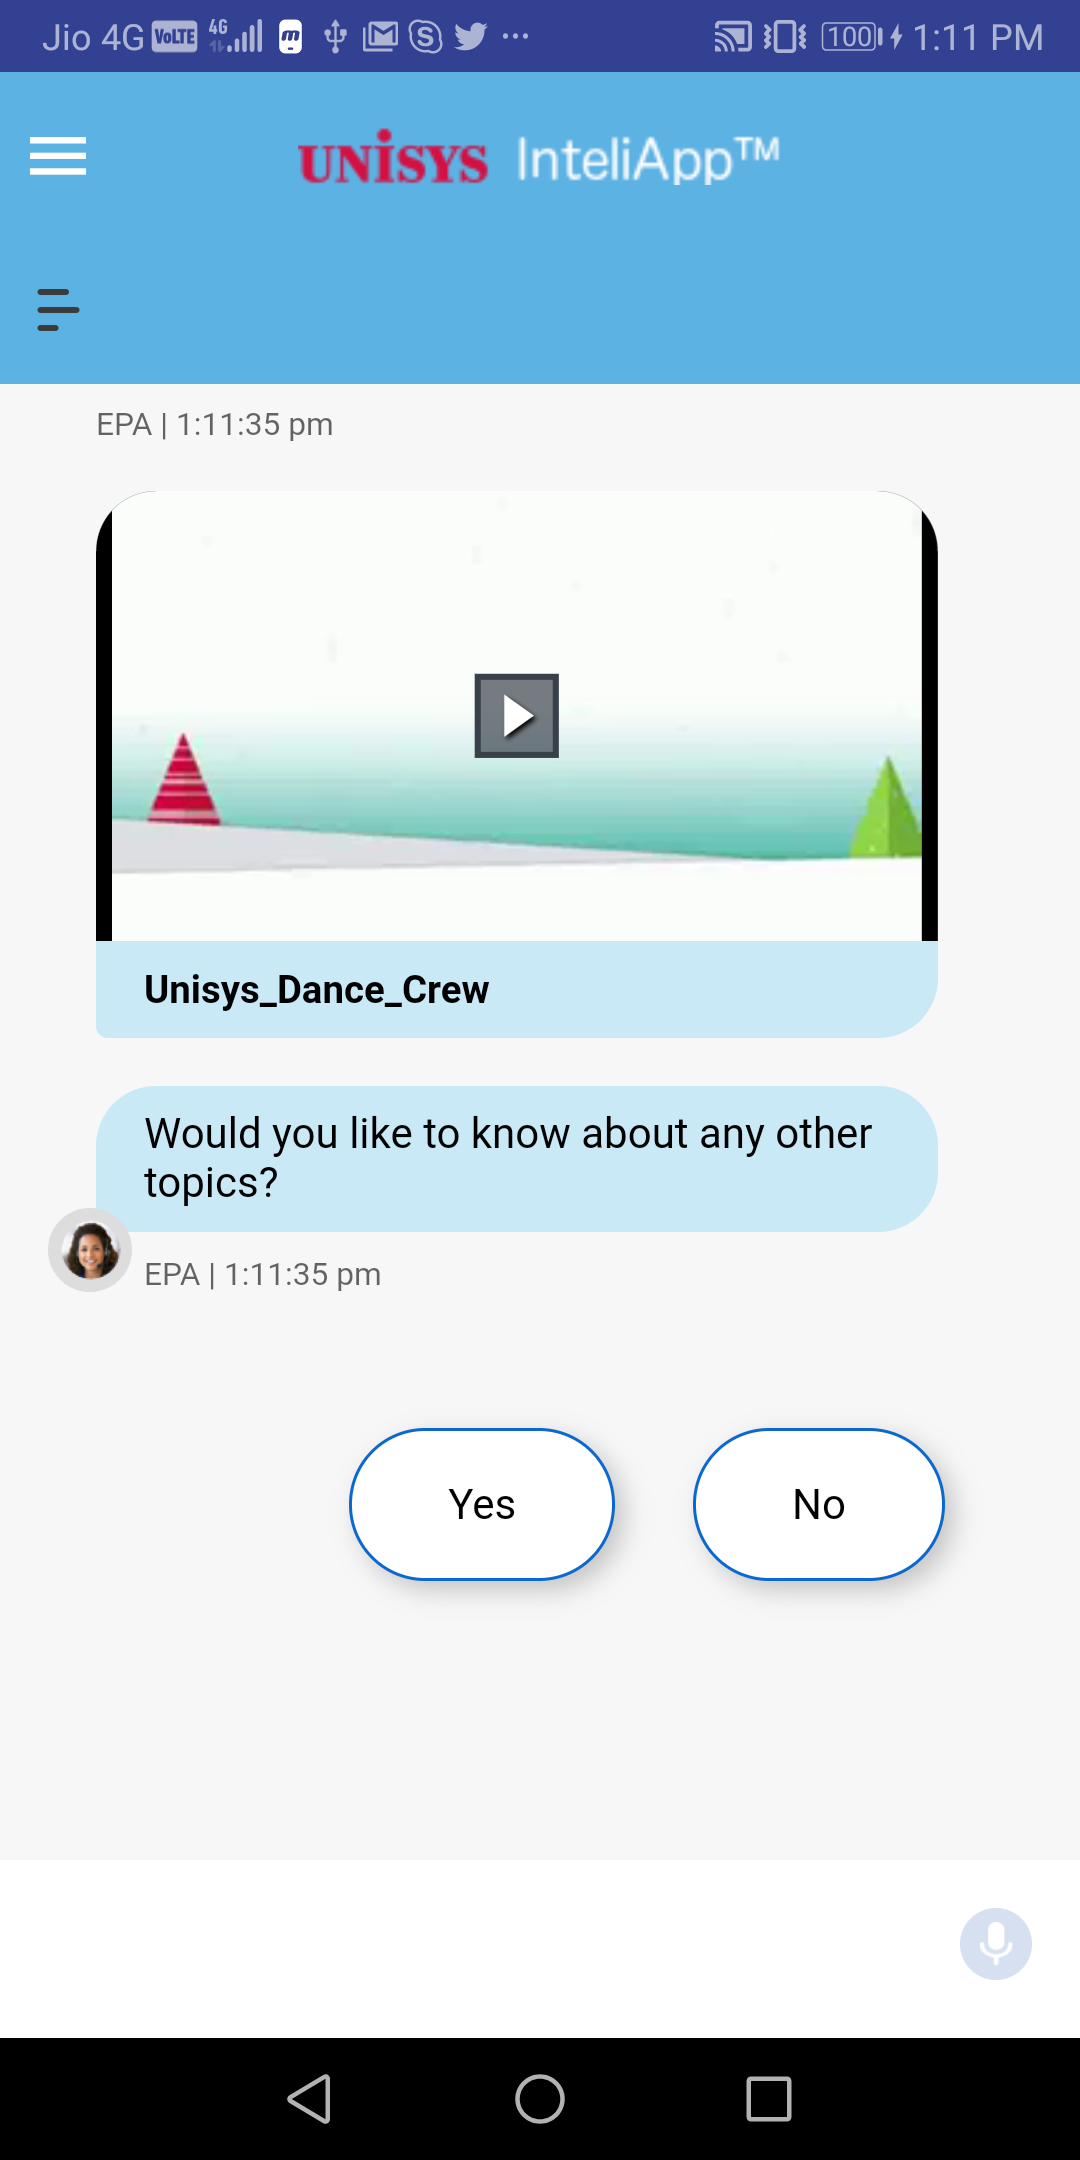 Jio 4G VoLTE 4G m S ... 100 1:11 PM
UNiSYS InteliApp™
EPA | 1:11:35 pm
Unisys_Dance_Crew
Would you like to know about any other
topics?
EPA | 1:11:35 pm
Yes No